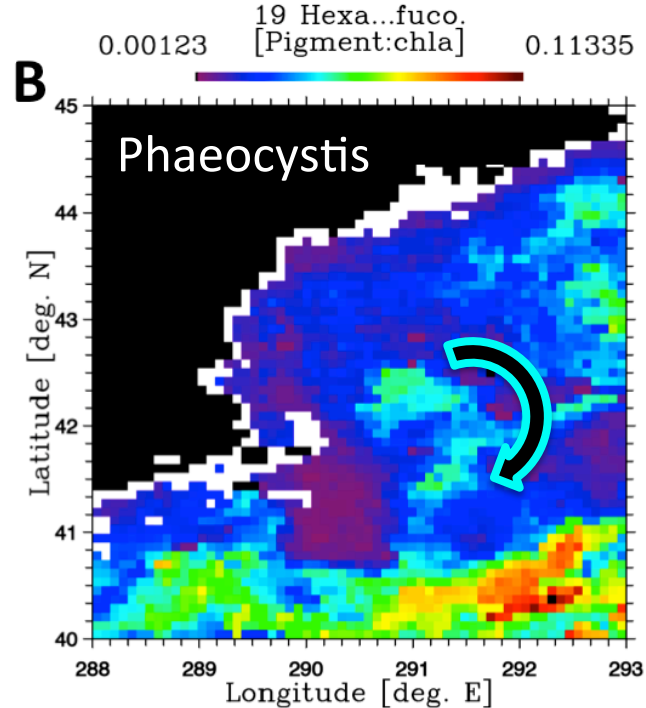 19 Hexa...fuco.
[Pigment:chla]
0.00123
0.11335
B
Phaeocystis
45
44
43
42
41
40
Latitude [deg. N]
288
289
290
291
292
293
Longitude [deg. E]